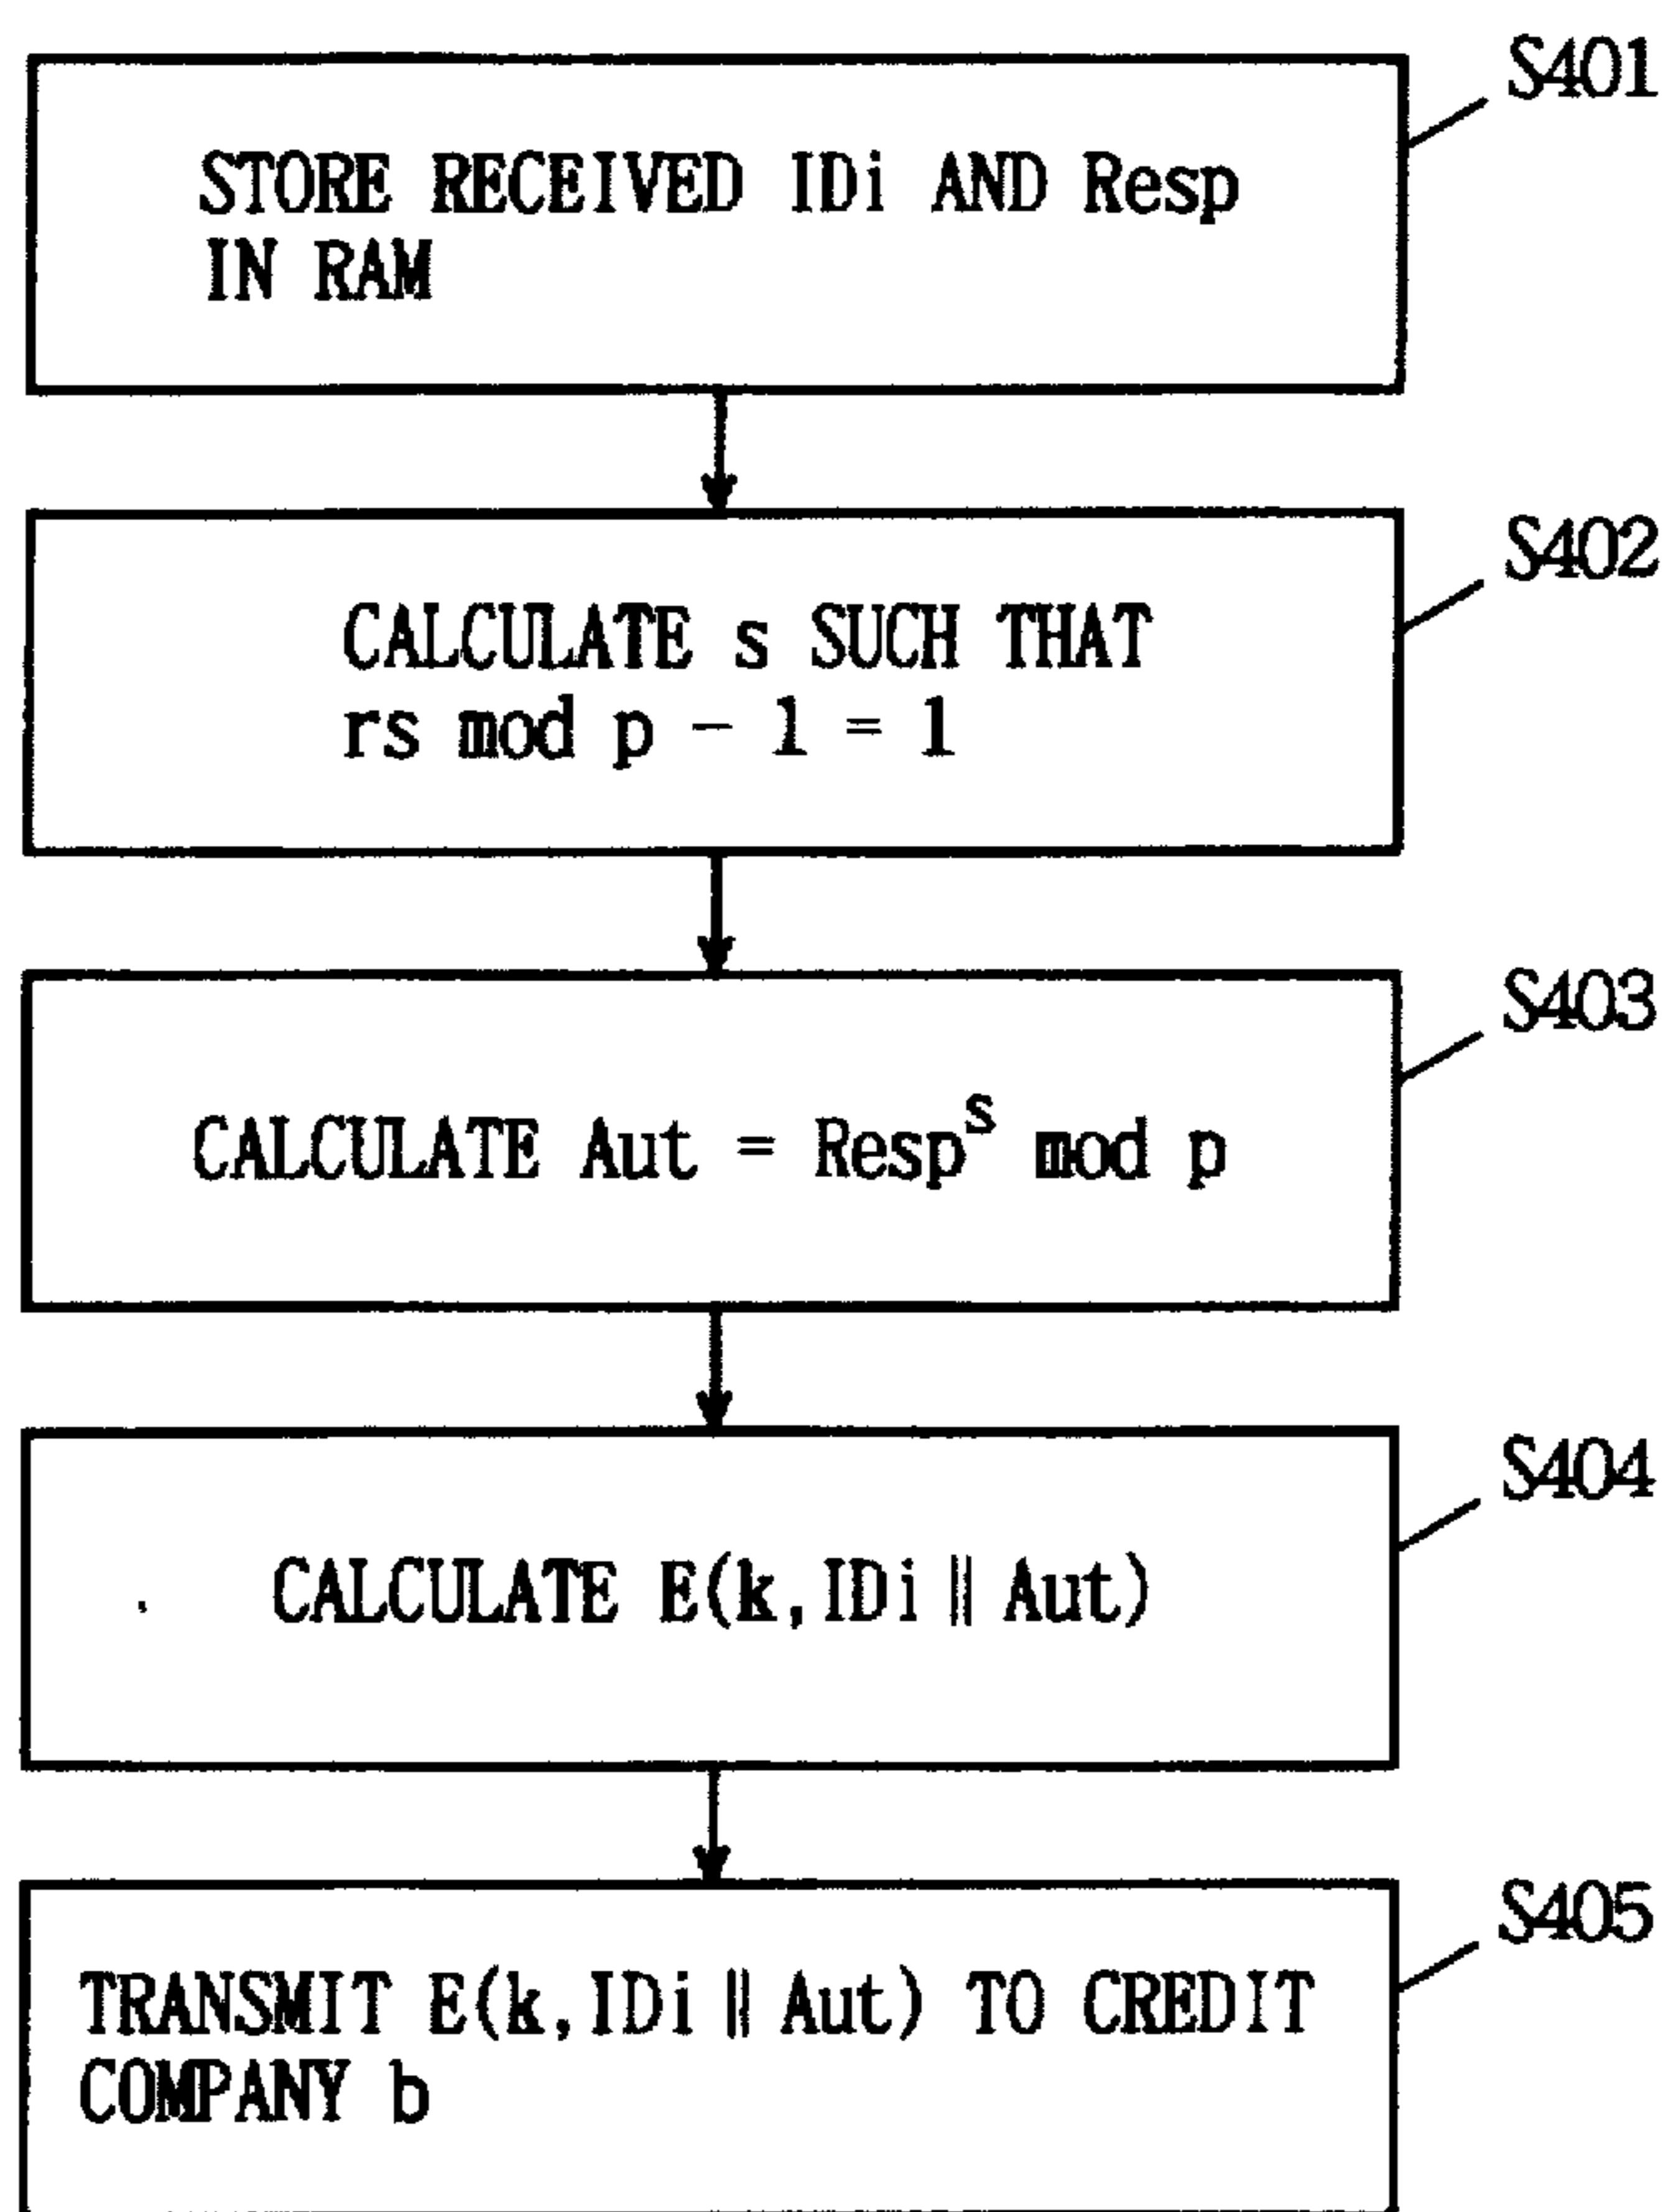 S401
STORE RECEIVED IDi AND Resp
IN RAM
S402
CALCULATE s SUCH THAT
rs mod p − 1 = 1
S403
CALCULATE Aut = Resp^s mod p
S404
CALCULATE E(k,IDi‖Aut)
S405
TRANSMIT E(k,IDi‖Aut) TO CREDIT
COMPANY b